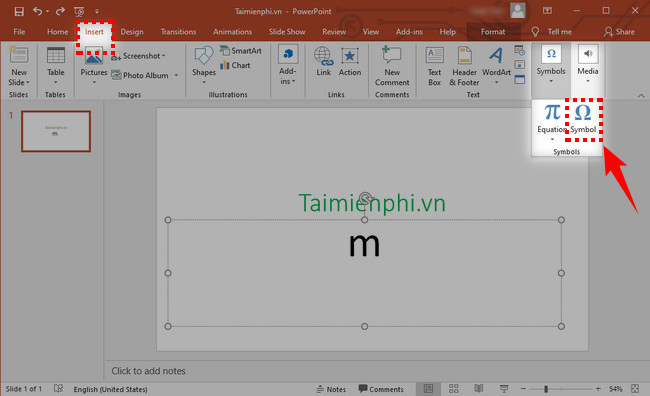 Taimienphi.vn - PowerPoint
File Home Insert Design Transitions Animations Slide Show Review View Add-ins Help Format Tell me Share
New Slide
Table
Pictures
Screenshot
Photo Album
Shapes
SmartArt
Chart
Add-ins
Link
Action
New Comment
Text Box
Header & Footer
WordArt
Symbols
Media
Slides Tables Images Illustrations Links Comments Text
π Ω
Equation Symbol
Symbols
1
Taimienphi.vn
m
Taimienphi.vn
m
Click to add notes
Slide 1 of 1 English (United States) Notes Comments 54%